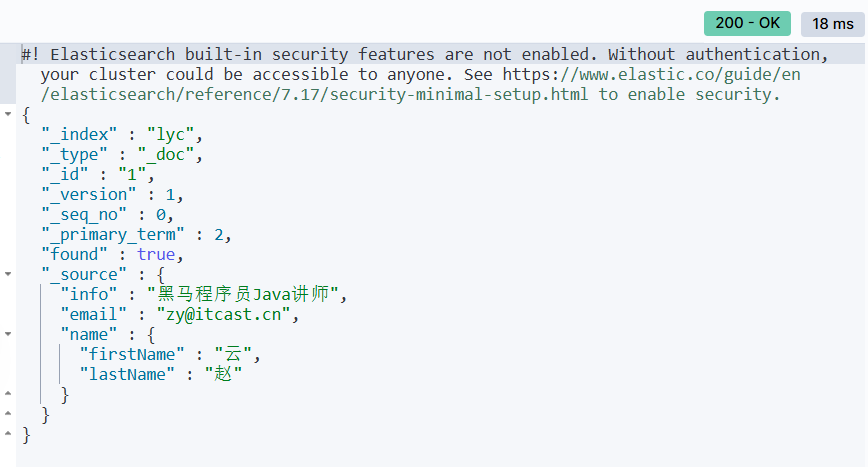 200 - OK
18 ms
#! Elasticsearch built-in security features are not enabled. Without authentication,
your cluster could be accessible to anyone. See https://www.elastic.co/guide/en
/elasticsearch/reference/7.17/security-minimal-setup.html to enable security.
{
"_index" : "lyc",
"_type" : "_doc",
"_id" : "1",
"_version" : 1,
"_seq_no" : 0,
"_primary_term" : 2,
"found" : true,
"_source" : {
"info" : "黑马程序员Java讲师",
"email" : "zy@itcast.cn",
"name" : {
"firstName" : "云",
"lastName" : "赵"
}
}
}